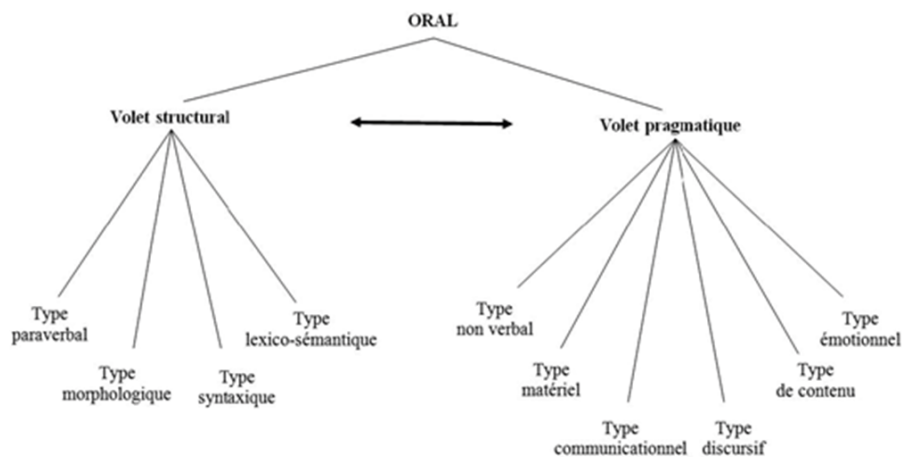 ORAL
Volet structural
Volet pragmatique
Type
paraverbal
Type
morphologique
Type
syntaxique
Type
lexico-sémantique
Type
non verbal
Type
matériel
Type
communicationnel
Type
discursif
Type
de contenu
Type
émotionnel